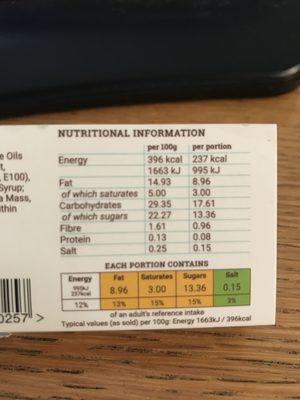 NUTRITIONAL INFORMATION
per 100g per portion
e Oils
Energy 396 kcal 237 kcal
t,
1663 kJ 995 kJ
, E100),
Fat 14.93 8.96
Syrup;
of which saturates 5.00 3.00
a Mass,
Carbohydrates 29.35 17.61
ithin
of which sugars 22.27 13.36
Fibre 1.61 0.96
Protein 0.13 0.08
Salt 0.25 0.15
EACH PORTION CONTAINS
Energy Fat Saturates Sugars Salt
995kJ
237kcal 8.96 3.00 13.36 0.15
12% 13% 15% 15% 3%
of an adult's reference intake
0257 >
Typical values (as sold) per 100g: Energy 1663kJ / 396kcal